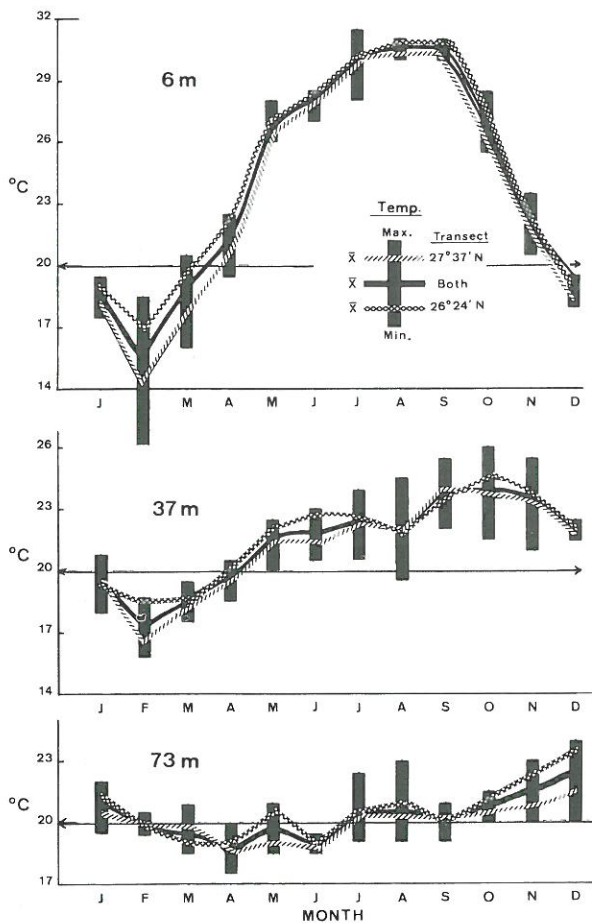 32
6 m
29
26
°C
23
Temp.
Max.
Transect
X̄ 27°37'N
X̄ Both
X̄ 26°24'N
Min.
20
17
14
J F M A M J J A S O N D
26
37 m
23
°C
20
17
14
J F M A M J J A S O N D
73 m
23
°C
20
17
J F M A M J J A S O N D
MONTH